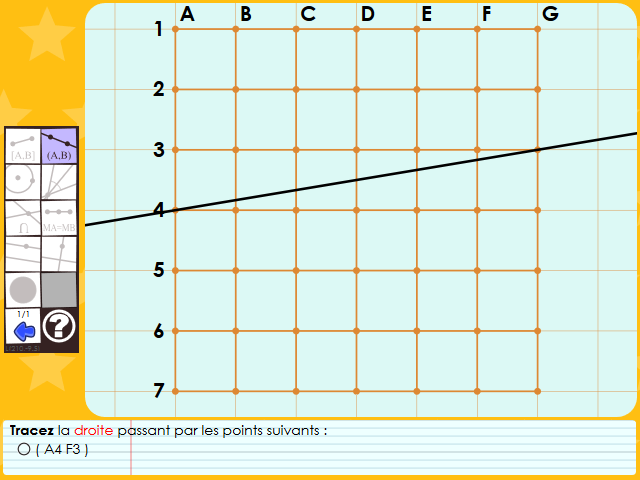 A B C D E F G
1
2
3
4
5
6
7
[A,B] (A,B)
∩ MA=MB
1/1
?
Tracez la droite passant par les points suivants :
( A4 F3 )